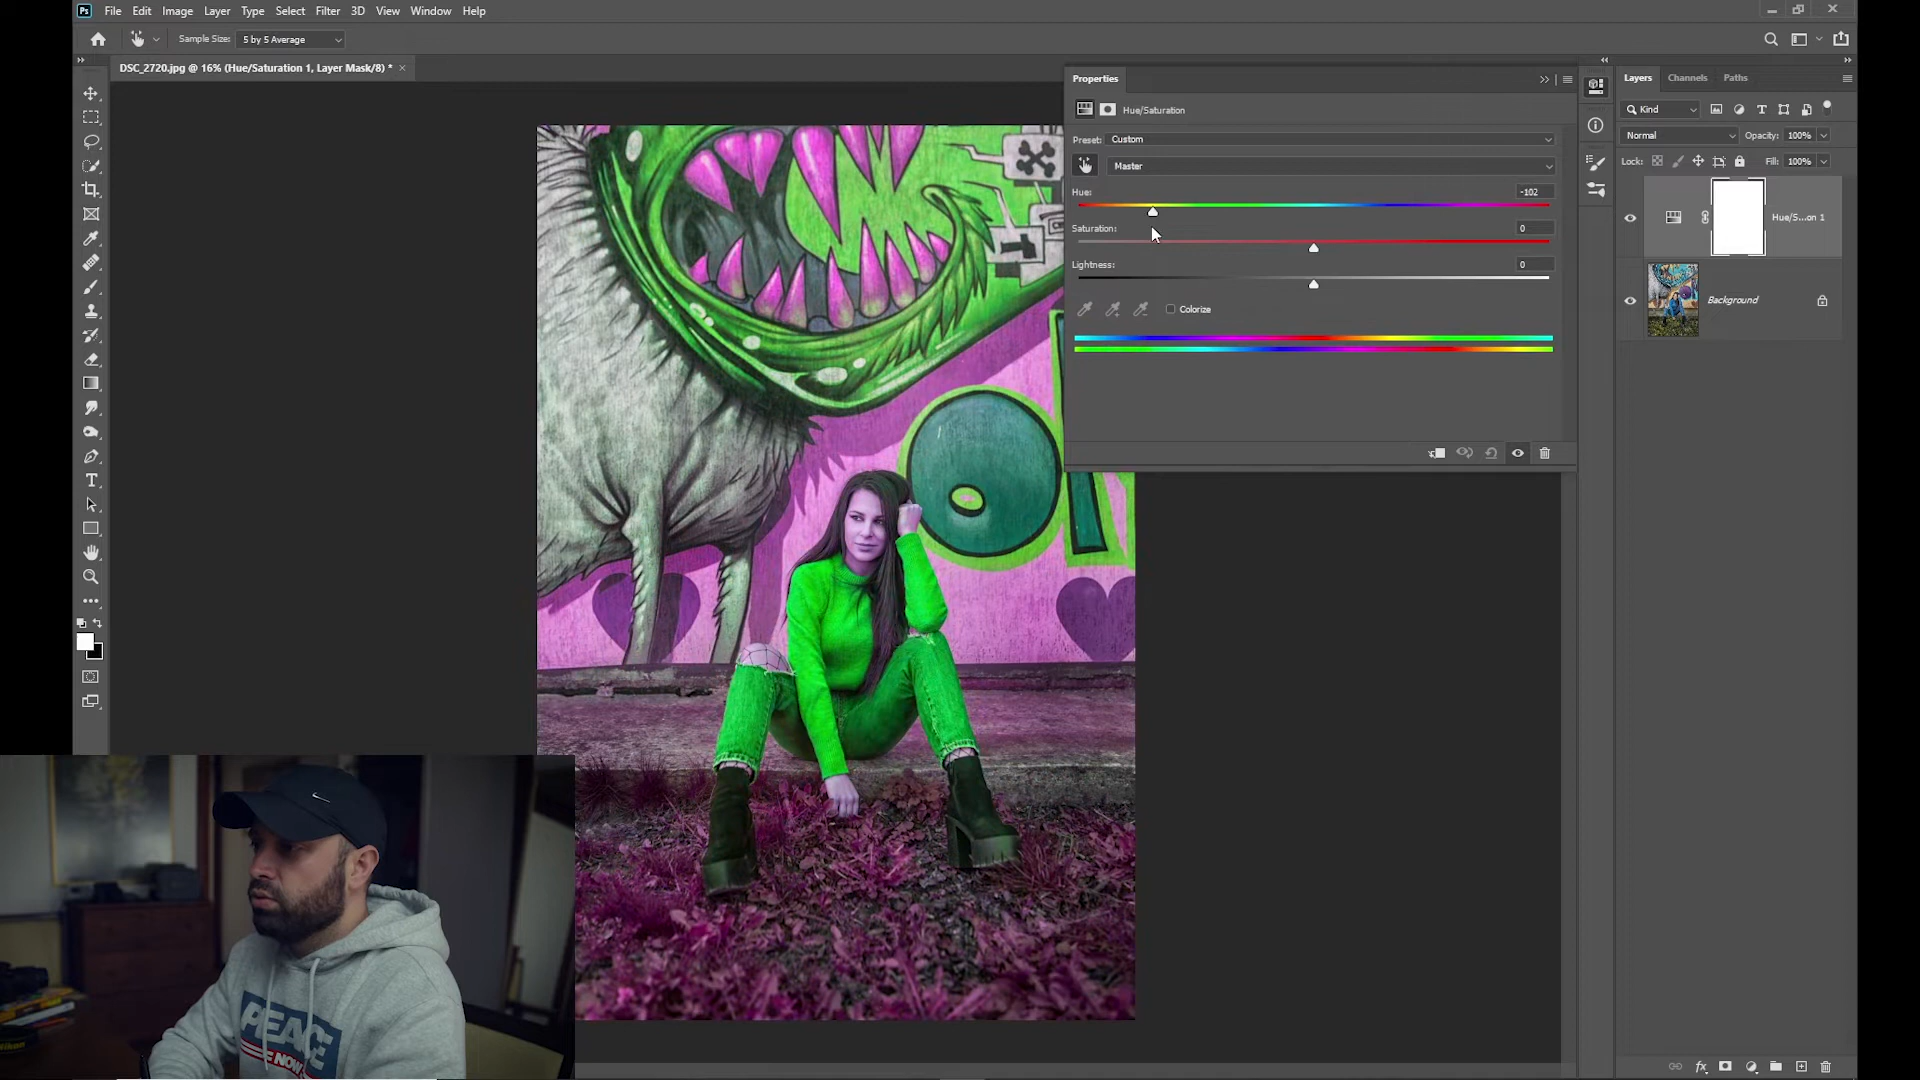 Ps File Edit Image Layer Type Select Filter 3D View Window Help
Sample Size: 5 by 5 Average
DSC_2720.jpg @ 16% (Hue/Saturation 1, Layer Mask/8) * ×
Properties
Hue/Saturation
Preset: Custom
Master
Hue: -102
Saturation: 0
Lightness: 0
Colorize
Layers Channels Paths
Kind
Normal Opacity: 100%
Lock: Fill: 100%
Hue/S...on 1
Background
PEACE
NOW
Nikon